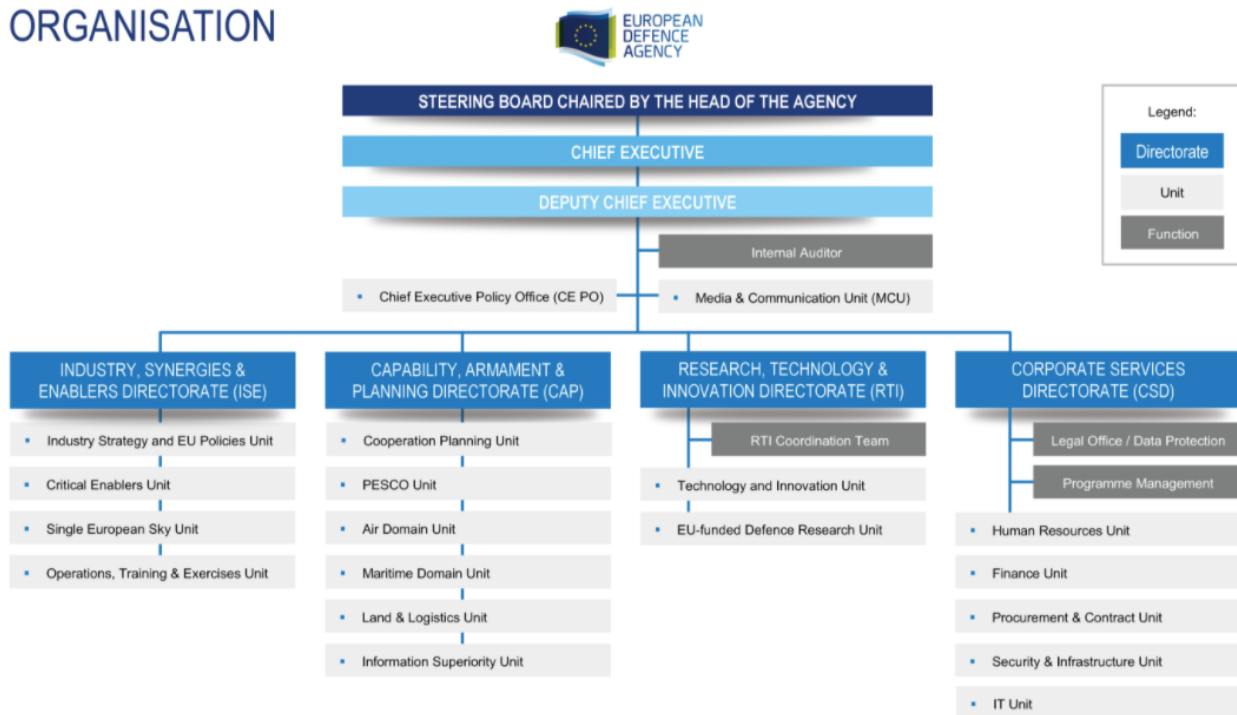 ORGANISATION
EUROPEAN
DEFENCE
AGENCY
STEERING BOARD CHAIRED BY THE HEAD OF THE AGENCY
CHIEF EXECUTIVE
DEPUTY CHIEF EXECUTIVE
Legend:
Directorate
Unit
Function
Internal Auditor
Chief Executive Policy Office (CE PO)
Media & Communication Unit (MCU)
INDUSTRY, SYNERGIES &
ENABLERS DIRECTORATE (ISE)
Industry Strategy and EU Policies Unit
Critical Enablers Unit
Single European Sky Unit
Operations, Training & Exercises Unit
CAPABILITY, ARMAMENT &
PLANNING DIRECTORATE (CAP)
Cooperation Planning Unit
PESCO Unit
Air Domain Unit
Maritime Domain Unit
Land & Logistics Unit
Information Superiority Unit
RESEARCH, TECHNOLOGY &
INNOVATION DIRECTORATE (RTI)
RTI Coordination Team
Technology and Innovation Unit
EU-funded Defence Research Unit
CORPORATE SERVICES
DIRECTORATE (CSD)
Legal Office / Data Protection
Programme Management
Human Resources Unit
Finance Unit
Procurement & Contract Unit
Security & Infrastructure Unit
IT Unit